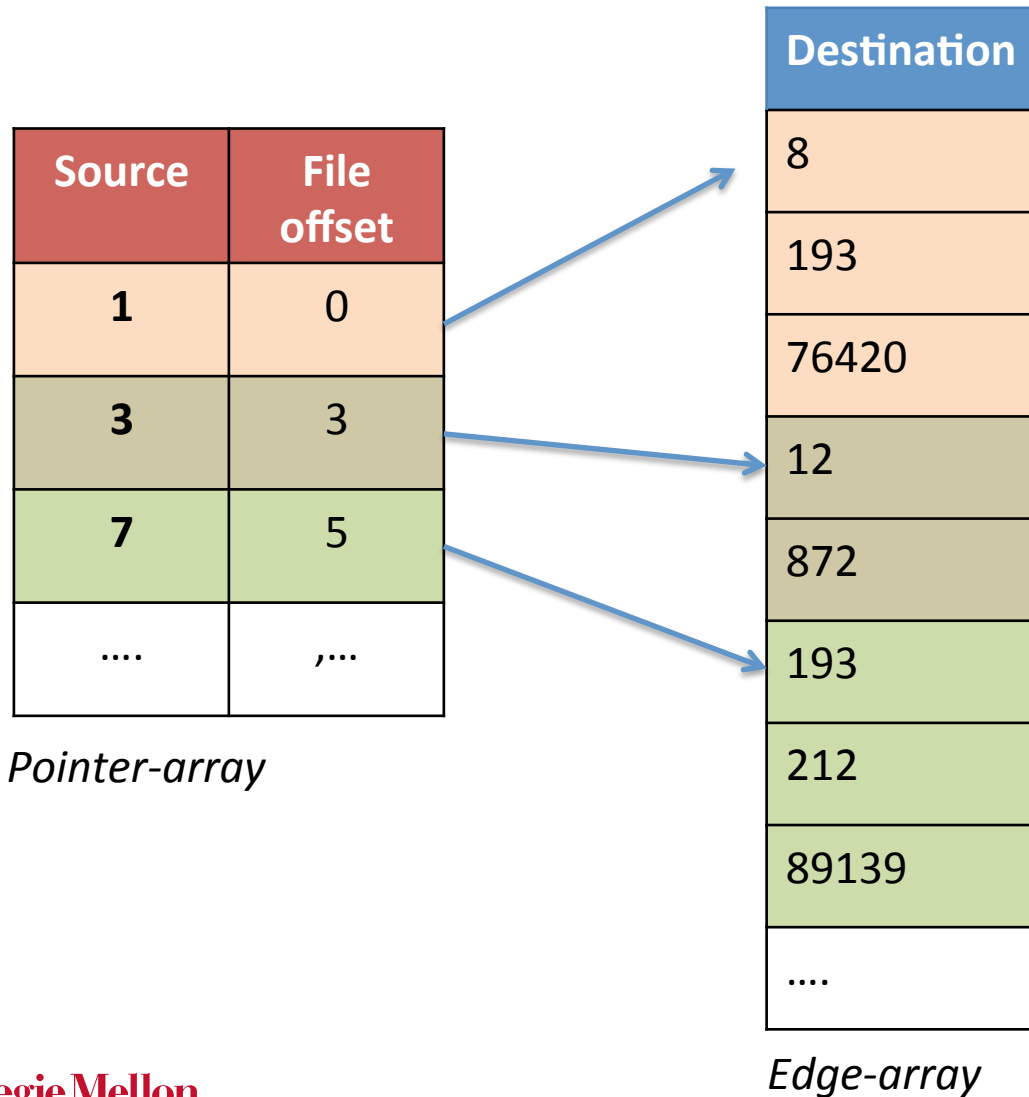 Source File
offset
1 0
3 3
7 5
.... ,...
Pointer-array
Destination
8
193
76420
12
872
193
212
89139
....
Edge-array
Mellon